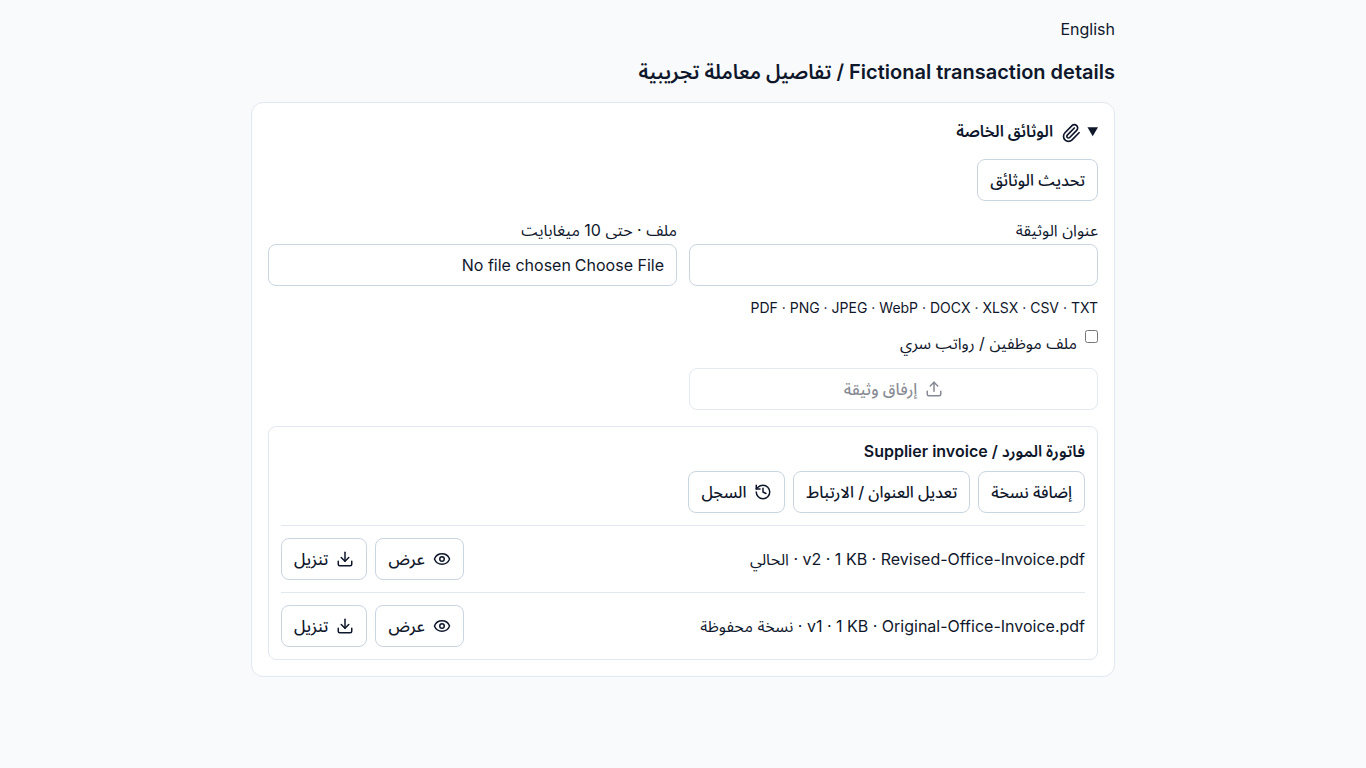 English
Fictional transaction details / تفاصيل معاملة تجريبية
الوثائق الخاصة
تحديث الوثائق
عنوان الوثيقة
ملف · حتى 10 ميغابايت
No file chosen Choose File
PDF · PNG · JPEG · WebP · DOCX · XLSX · CSV · TXT
ملف موظفين / رواتب سري
إرفاق وثيقة
فاتورة المورد / Supplier invoice
إضافة نسخة
تعديل العنوان / الارتباط
السجل
Revised-Office-Invoice.pdf · v2 · 1 KB · الحالي
عرض
تنزيل
Original-Office-Invoice.pdf · v1 · 1 KB · نسخة محفوظة
عرض
تنزيل